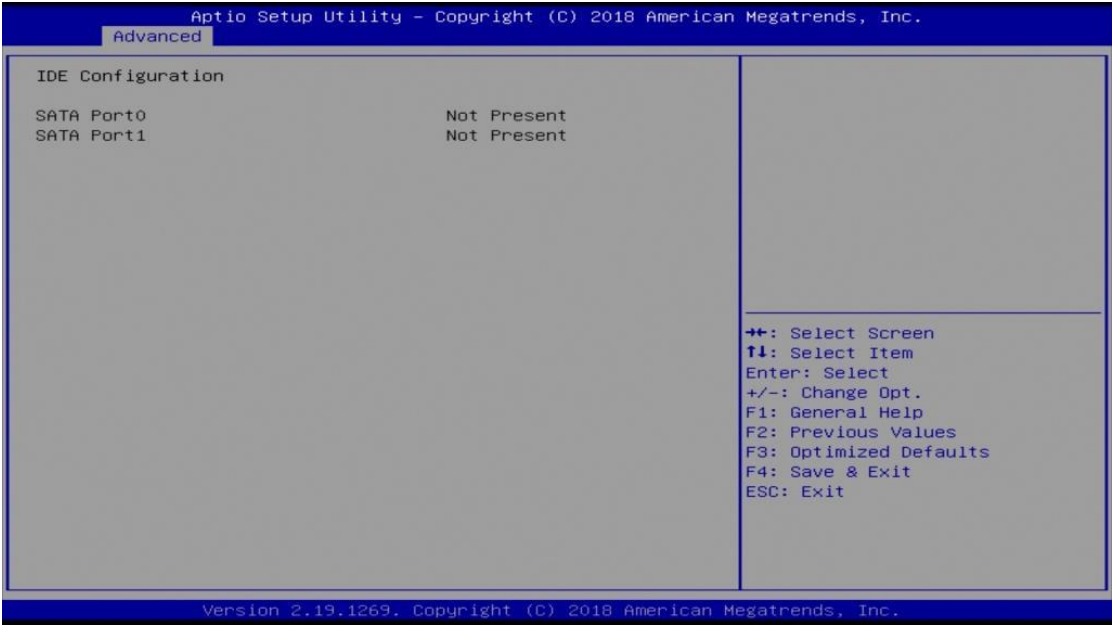 Aptio Setup Utility – Copyright (C) 2018 American Megatrends, Inc.
Advanced
IDE Configuration
SATA Port0 Not Present
SATA Port1 Not Present
→←: Select Screen
↑↓: Select Item
Enter: Select
+/-: Change Opt.
F1: General Help
F2: Previous Values
F3: Optimized Defaults
F4: Save & Exit
ESC: Exit
Version 2.19.1269. Copyright (C) 2018 American Megatrends, Inc.